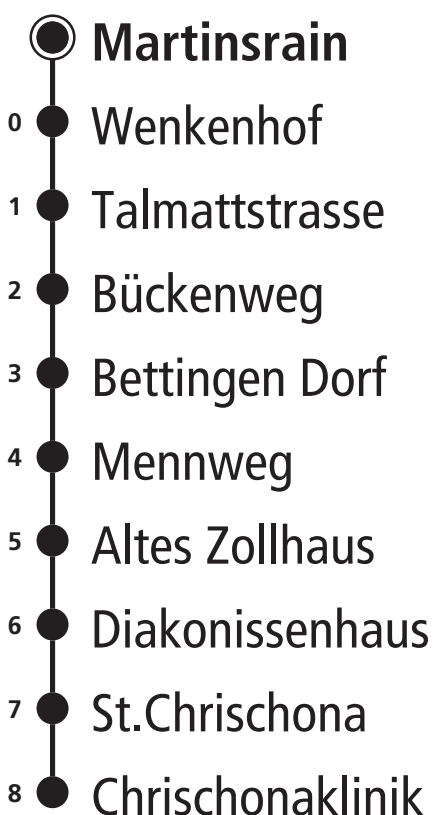 Martinsrain
0 Wenkenhof
1 Talmattstrasse
2 Bückenweg
3 Bettingen Dorf
4 Mennweg
5 Altes Zollhaus
6 Diakonissenhaus
7 St.Chrischona
8 Chrischonaklinik